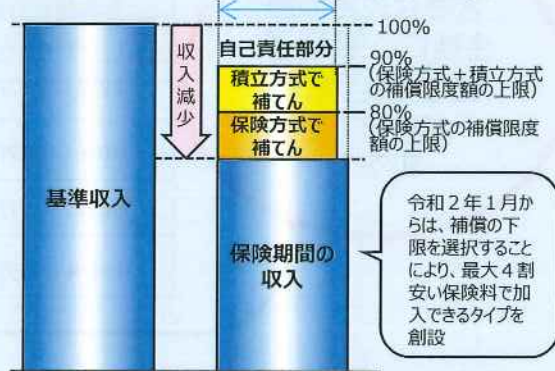 100%
自己責任部分
90%
(保険方式+積立方式
の補償限度額の上限)
積立方式で
補てん
80%
(保険方式の補償限度
額の上限)
保険方式で
補てん
収入減少
基準収入
保険期間の
収入
令和2年1月か
らは、補償の下
限を選択すること
により、最大4割
安い保険料で加
入できるタイプを
創設